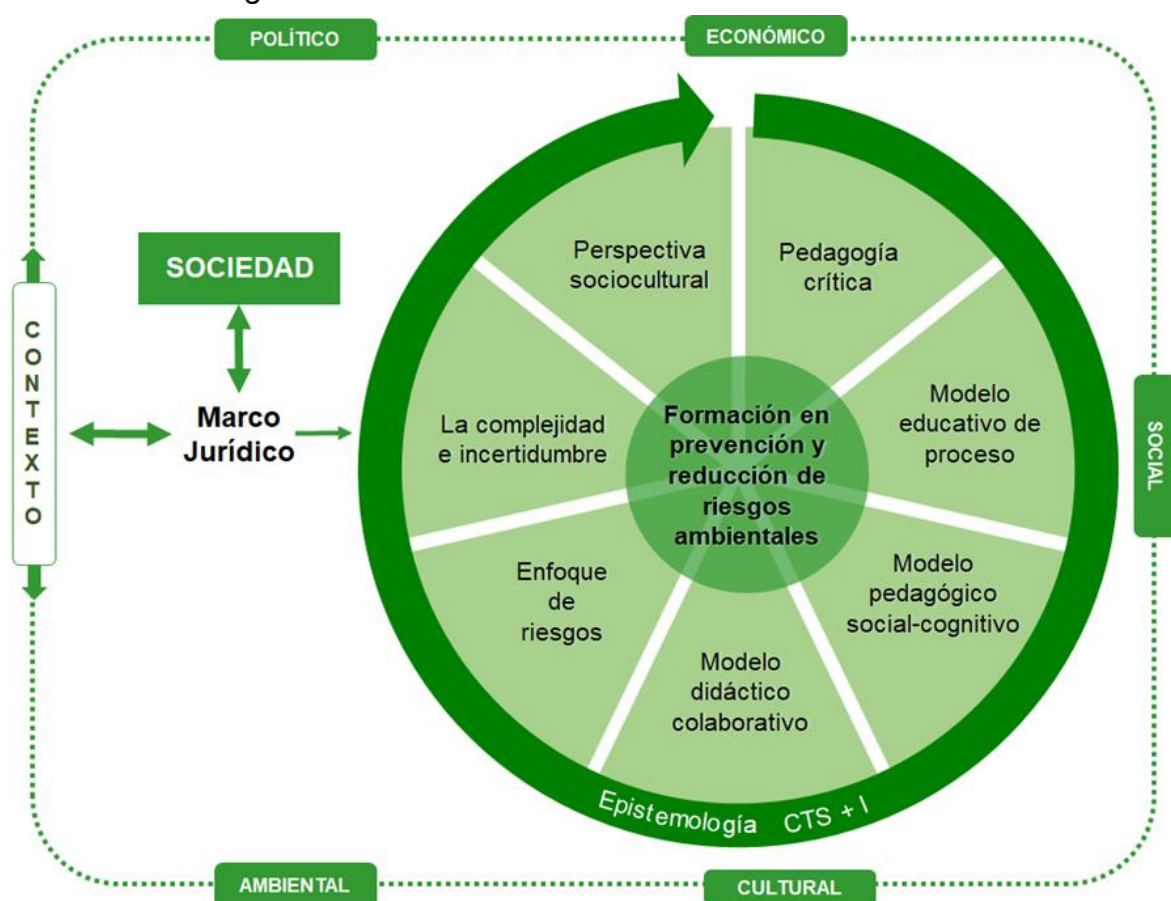 POLÍTICO
ECONÓMICO
SOCIEDAD
CONTEXTO
Marco
Jurídico
Perspectiva
sociocultural
Pedagogía
crítica
La complejidad
e incertidumbre
Formación en
prevención y
reducción de
riesgos
ambientales
Modelo
educativo de
proceso
SOCIAL
Enfoque
de
riesgos
Modelo
pedagógico
social-cognitivo
Modelo
didáctico
colaborativo
Epistemología CTS + I
AMBIENTAL
CULTURAL